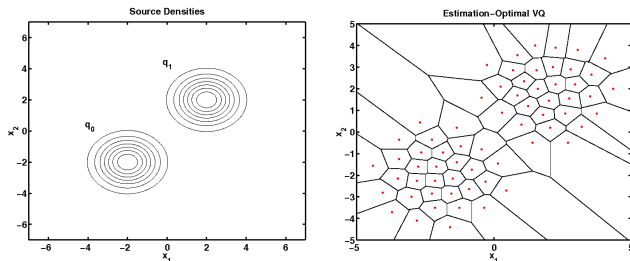 Source Densities
q1
q0
x2
6
4
2
0
−2
−4
−6
−6 −4 −2 0 2 4 6
x1
Estimation−Optimal VQ
x2
5
4
3
2
1
0
−1
−2
−3
−4
−5
−5 0 5
x1